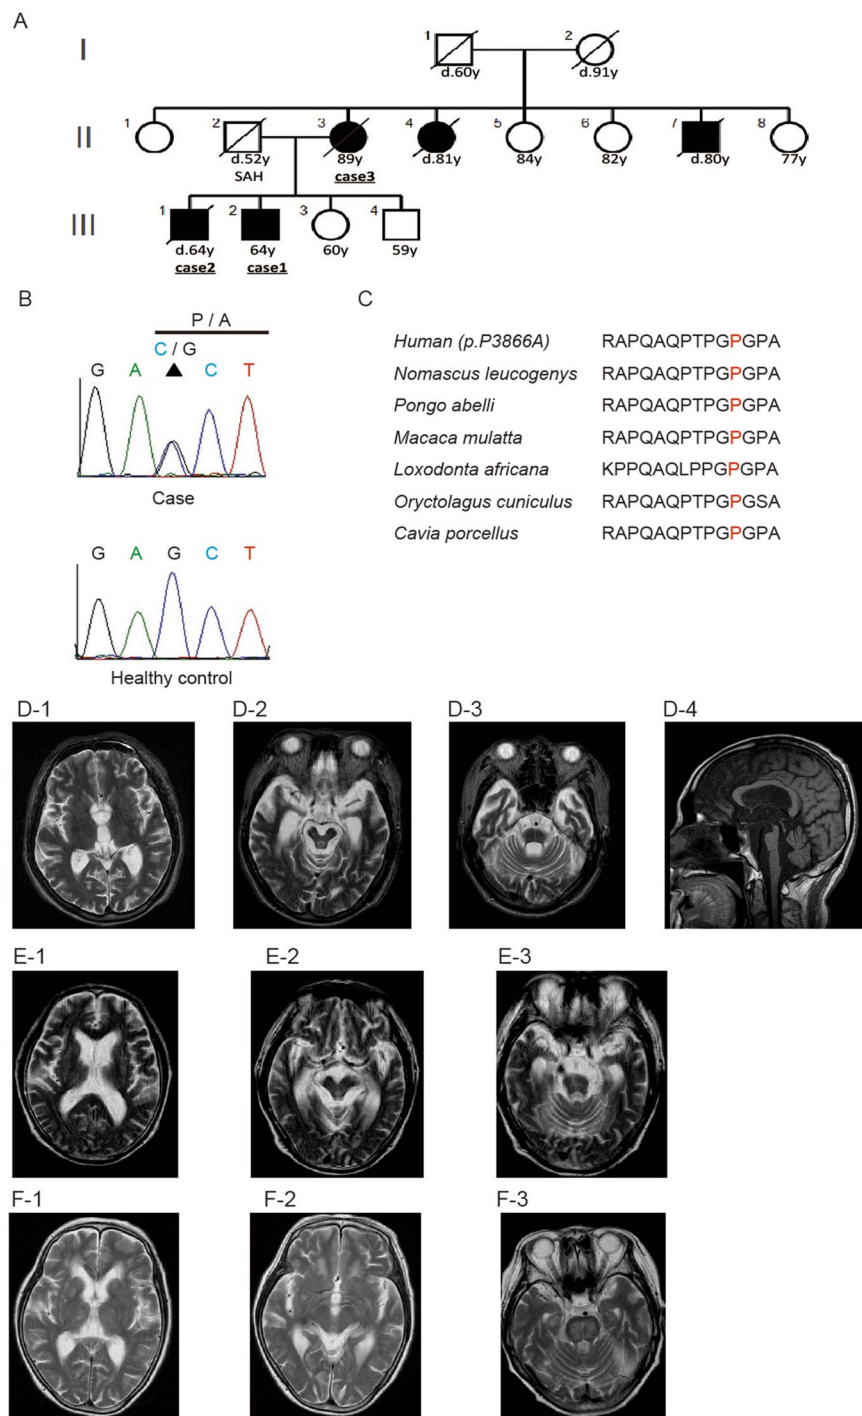 A
I
1
2
d.60y
d.91y
II
1
2
3
4
5
6
7
8
d.52y
89y
d.81y
84y
82y
d.80y
77y
SAH
case3
III
1
2
3
4
d.64y
64y
60y
59y
case2
case1
B
P / A
C / G
G A ▲ C T
Case
G A G C T
Healthy control
C
Human (p.P3866A) RAPQAQPTPGPGPA
Nomascus leucogenys RAPQAQPTPGPGPA
Pongo abelli RAPQAQPTPGPGPA
Macaca mulatta RAPQAQPTPGPGPA
Loxodonta africana KPPQAQLPPGPGPA
Oryctolagus cuniculus RAPQAQPTPGPGSA
Cavia porcellus RAPQAQPTPGPGPA
D-1 D-2 D-3 D-4
E-1 E-2 E-3
F-1 F-2 F-3